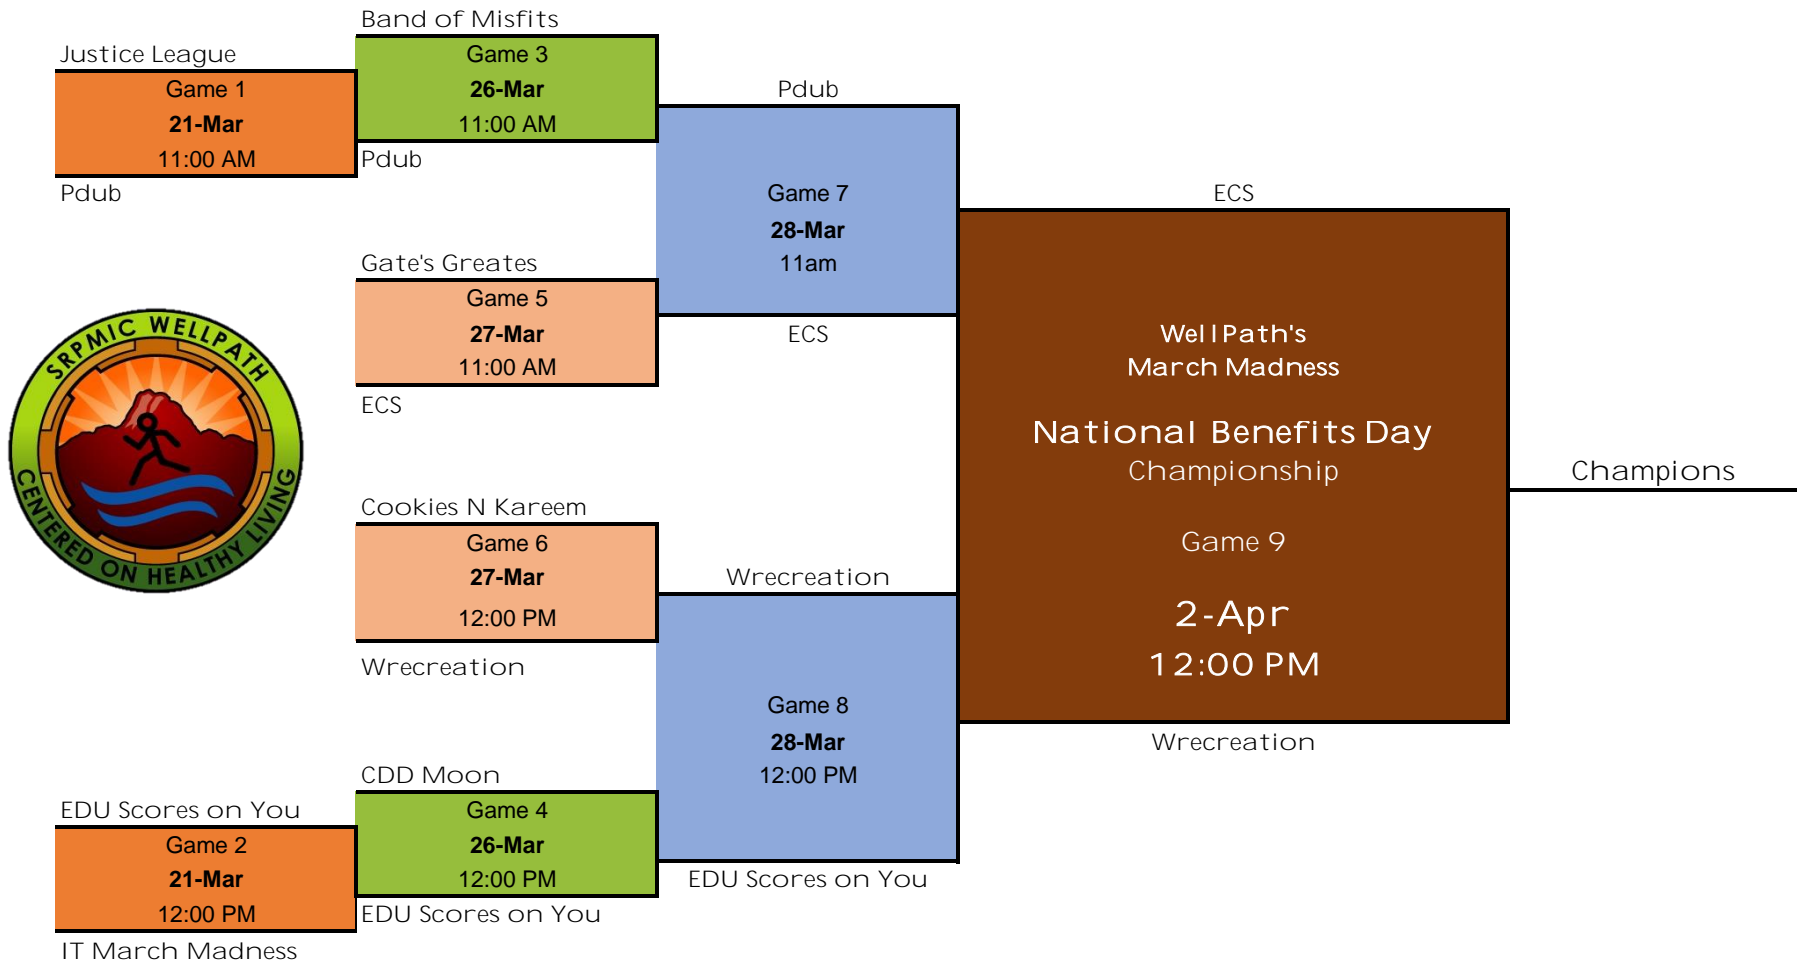 Band of Misfits
Justice League
Game 3
26-Mar
11:00 AM
Game 1
21-Mar
11:00 AM
Pdub
Pdub
Pdub
Game 7
28-Mar
11am
ECS
Gate's Greates
Game 5
27-Mar
11:00 AM
ECS
ECS
SRPMIC WELLPATH
CENTERED ON HEALTHY LIVING
WellPath's
March Madness
National Benefits Day
Championship
Game 9
2-Apr
12:00 PM
Champions
Cookies N Kareem
Game 6
27-Mar
12:00 PM
Wrecreation
Wrecreation
Game 8
28-Mar
12:00 PM
Wrecreation
CDD Moon
EDU Scores on You
Game 4
26-Mar
12:00 PM
Game 2
21-Mar
12:00 PM
EDU Scores on You
EDU Scores on You
IT March Madness